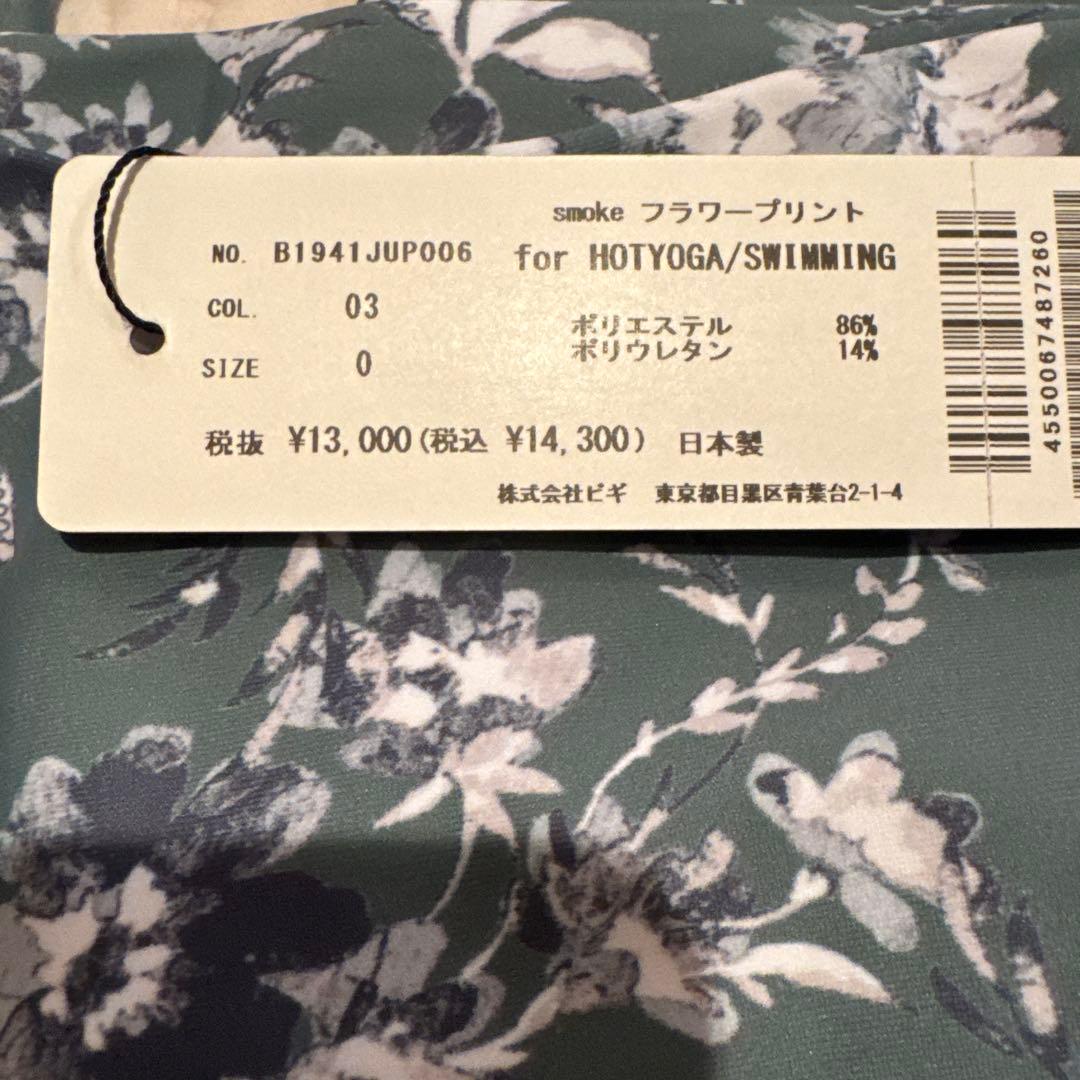 smoke フラワープリント
NO. B1941JUP006 for HOTYOGA/SWIMMING
COL. 03
ポリエステル 86%
ポリウレタン 14%
SIZE 0
税抜 ¥13,000(税込 ¥14,300) 日本製
株式会社ビギ 東京都目黒区青葉台2-1-4
4550067487260